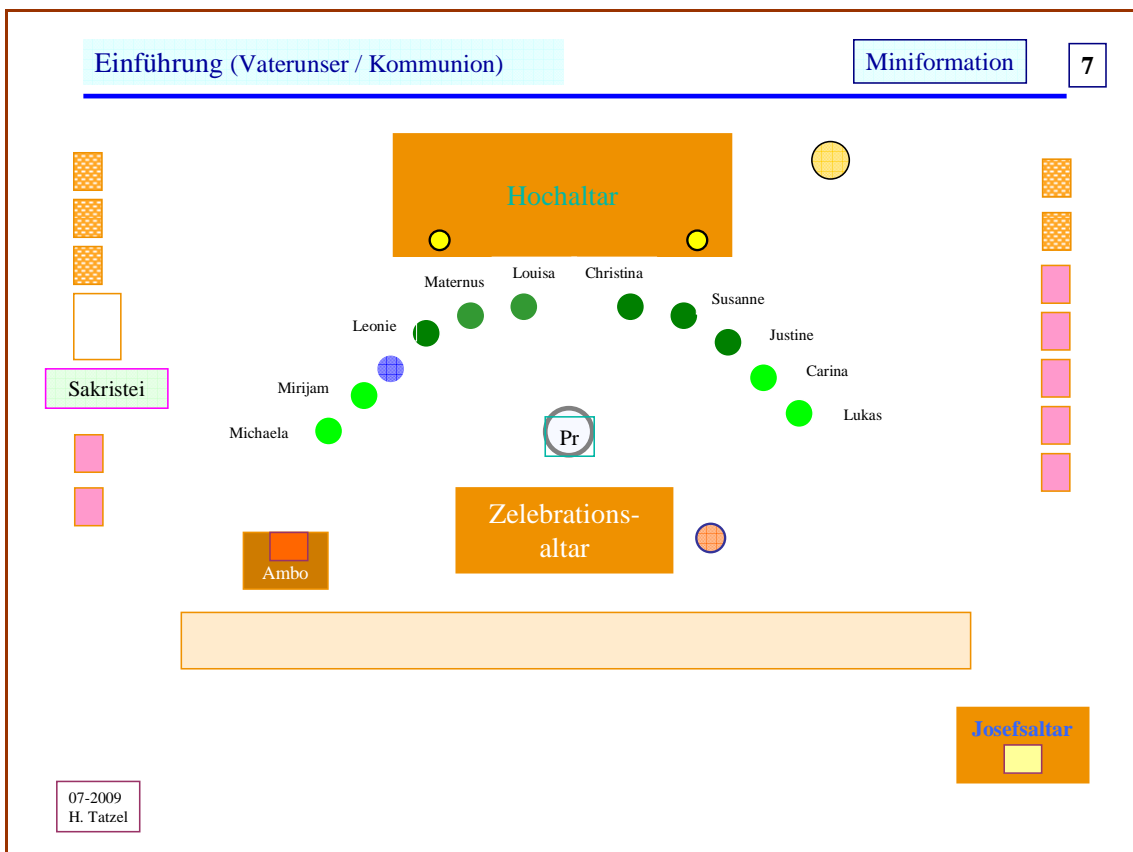 Einführung (Vaterunser / Kommunion)
Miniformation
7
Hochaltar
Maternus
Louisa
Christina
Susanne
Leonie
Justine
Mirijam
Carina
Sakristei
Michaela
Lukas
Pr
Zelebrations-
altar
Ambo
Josefsaltar
07-2009
H. Tatzel